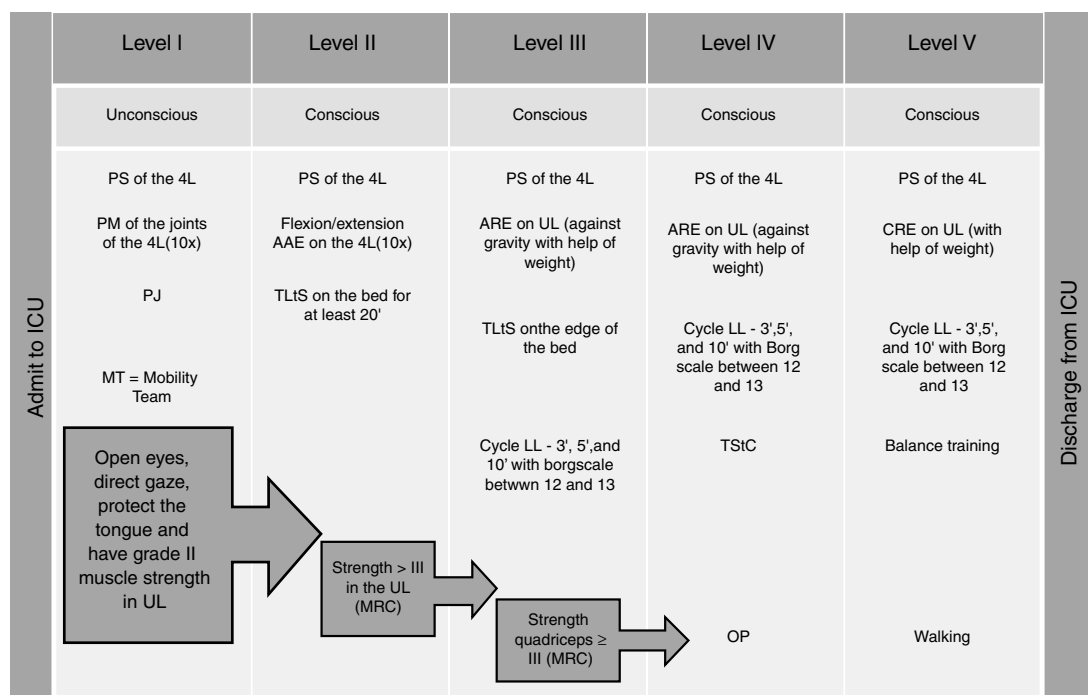 Admit to ICU
Level I
Level II
Level III
Level IV
Level V
Unconscious
Conscious
Conscious
Conscious
Conscious
PS of the 4L
PM of the joints
of the 4L(10x)
PJ
MT = Mobility
Team
Open eyes,
direct gaze,
protect the
tongue and
have grade II
muscle strength
in UL
PS of the 4L
Flexion/extension
AAE on the 4L(10x)
TLtS on the bed for
at least 20'
Strength > III
in the UL
(MRC)
PS of the 4L
ARE on UL (against
gravity with help of
weight)
TLtS onthe edge of
the bed
Cycle LL - 3', 5',and
10' with borgscale
betwwn 12 and 13
Strength
quadriceps ≥
III (MRC)
PS of the 4L
ARE on UL (against
gravity with help of
weight)
Cycle LL - 3',5',
and 10' with Borg
scale between 12
and 13
TStC
OP
PS of the 4L
CRE on UL (with
help of weight)
Cycle LL - 3',5',
and 10' with Borg
scale between 12
and 13
Balance training
Walking
Discharge from ICU